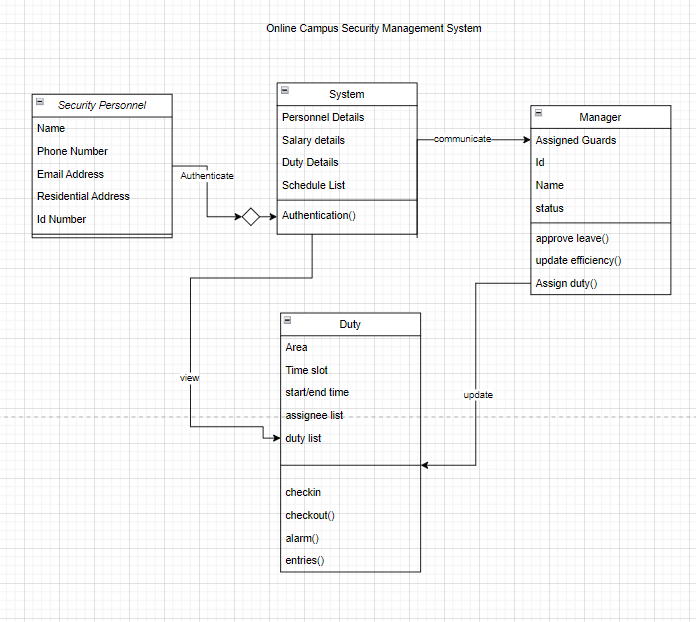 Online Campus Security Management System
Security Personnel
Name
Phone Number
Email Address
Residential Address
Id Number
Authenticate
System
Personnel Details
Salary details
Duty Details
Schedule List
Authentication()
communicate
Manager
Assigned Guards
Id
Name
status
approve leave()
update efficiency()
Assign duty()
view
update
Duty
Area
Time slot
start/end time
assignee list
duty list
checkin
checkout()
alarm()
entries()